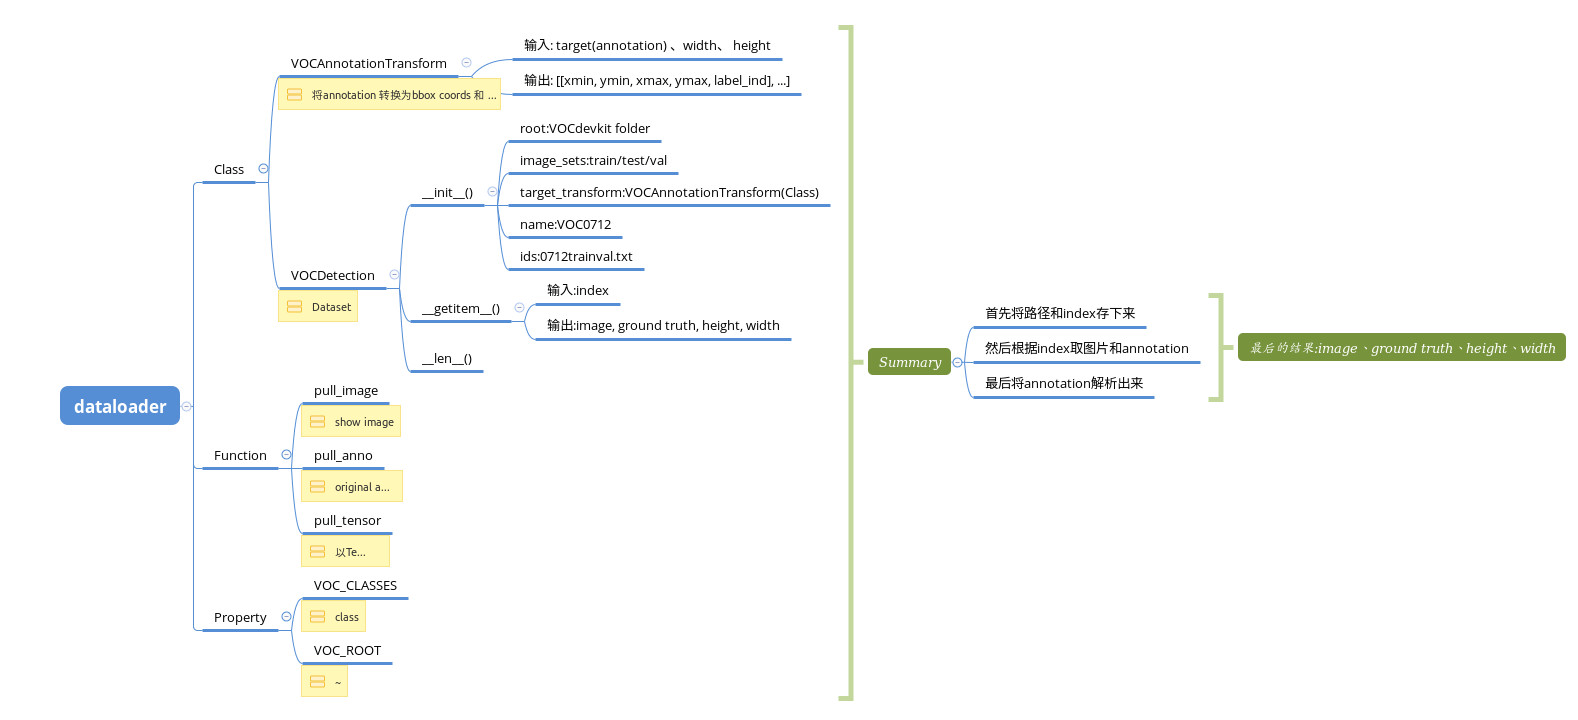 dataloader
Class
VOCAnnotationTransform
将annotation 转换为bbox coords 和 ...
输入: target(annotation) 、width、 height
输出: [[xmin, ymin, xmax, ymax, label_ind], ...]
VOCDetection
Dataset
__init__()
root:VOCdevkit folder
image_sets:train/test/val
target_transform:VOCAnnotationTransform(Class)
name:VOC0712
ids:0712trainval.txt
__getitem__()
输入:index
输出:image, ground truth, height, width
__len__()
Function
pull_image
show image
pull_anno
original a...
pull_tensor
以Te...
Property
VOC_CLASSES
class
VOC_ROOT
~
Summary
首先将路径和index存下来
然后根据index取图片和annotation
最后将annotation解析出来
最后的结果:image、ground truth、height、width